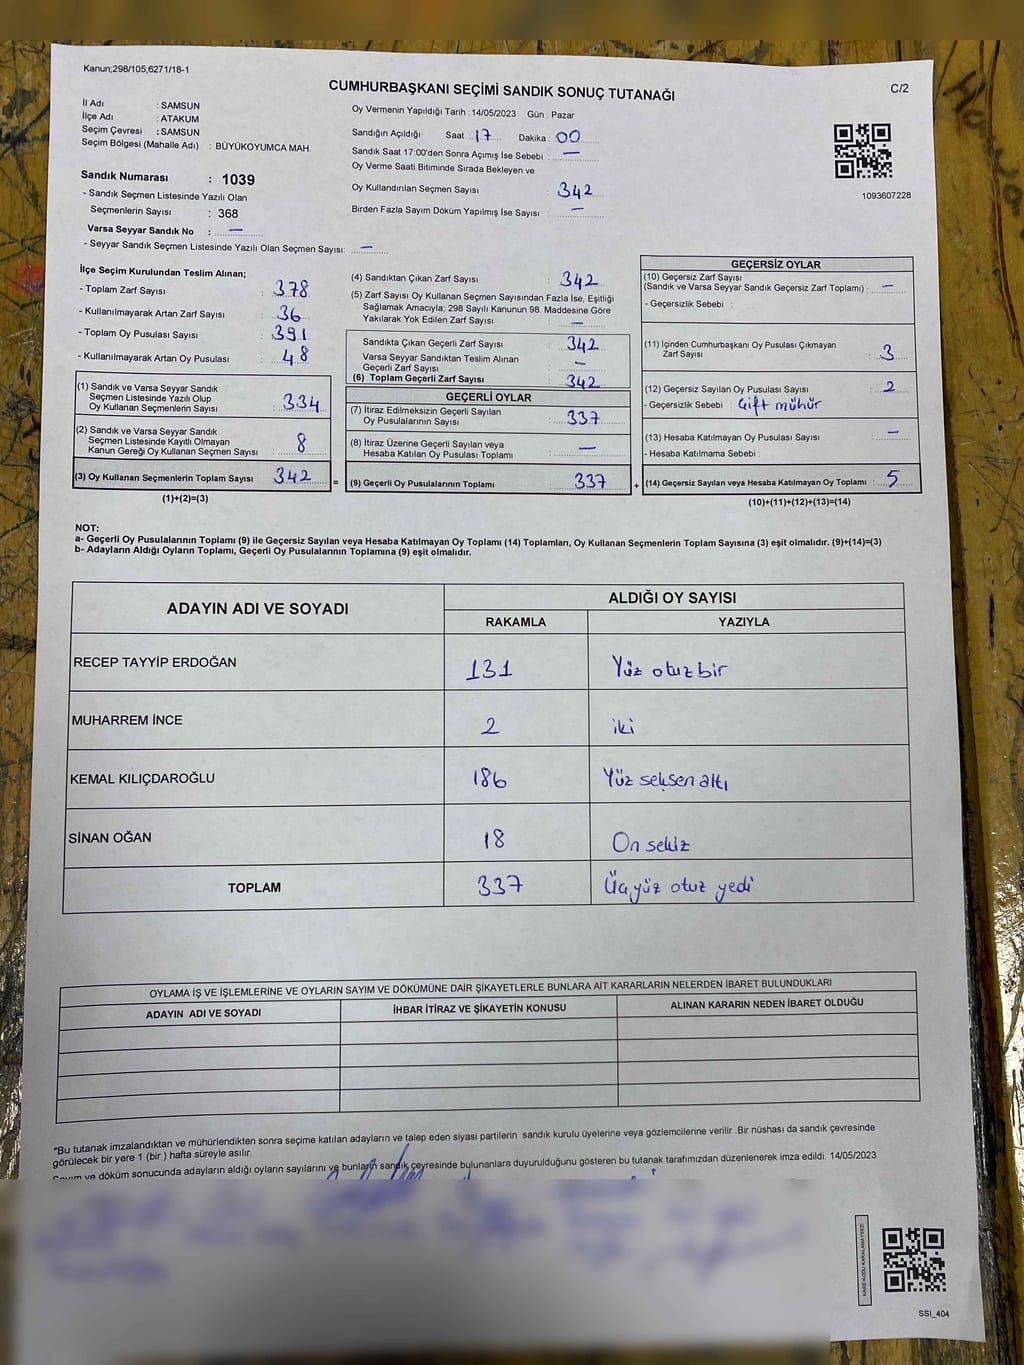 Kanun;298/105;6271/18-1
CUMHURBAŞKANI SEÇİMİ SANDIK SONUÇ TUTANAĞI
C/2
İl Adı : SAMSUN
İlçe Adı : ATAKUM
Seçim Çevresi : SAMSUN
Seçim Bölgesi (Mahalle Adı) : BÜYÜKOYUMCA MAH.
Sandık Numarası : 1039
- Sandık Seçmen Listesinde Yazılı Olan
Seçmenlerin Sayısı : 368
Varsa Seyyar Sandık No : —
- Seyyar Sandık Seçmen Listesinde Yazılı Olan Seçmen Sayısı: —
Oy Vermenin Yapıldığı Tarih : 14/05/2023 Gün : Pazar
Sandığın Açıldığı Saat : 17 Dakika : 00
Sandık Saat 17:00'den Sonra Açımış İse Sebebi : —
Oy Verme Saati Bitiminde Sırada Bekleyen ve
Oy Kullandırılan Seçmen Sayısı : 342
Birden Fazla Sayım Döküm Yapılmış İse Sayısı : —
1093607228
İlçe Seçim Kurulundan Teslim Alınan;
- Toplam Zarf Sayısı : 378
- Kullanılmayarak Artan Zarf Sayısı : 36
- Toplam Oy Pusulası Sayısı : 391
- Kullanılmayarak Artan Oy Pusulası : 48
(1) Sandık ve Varsa Seyyar Sandık
Seçmen Listesinde Yazılı Olup
Oy Kullanan Seçmenlerin Sayısı : 334
(2) Sandık ve Varsa Seyyar Sandık
Seçmen Listesinde Kayıtlı Olmayan
Kanun Gereği Oy Kullanan Seçmen Sayısı : 8
(3) Oy Kullanan Seçmenlerin Toplam Sayısı : 342 =
(1)+(2)=(3)
(4) Sandıktan Çıkan Zarf Sayısı : 342
(5) Zarf Sayısı Oy Kullanan Seçmen Sayısından Fazla İse, Eşitliği
Sağlamak Amacıyla; 298 Sayılı Kanunun 98. Maddesine Göre
Yakılarak Yok Edilen Zarf Sayısı : —
Sandıkta Çıkan Geçerli Zarf Sayısı : 342
Varsa Seyyar Sandıktan Teslim Alınan
Geçerli Zarf Sayısı : —
(6) Toplam Geçerli Zarf Sayısı : 342
GEÇERLİ OYLAR
(7) İtiraz Edilmeksizin Geçerli Sayılan
Oy Pusulalarının Sayısı : 337
(8) İtiraz Üzerine Geçerli Sayılan veya
Hesaba Katılan Oy Pusulası Toplamı : —
(9) Geçerli Oy Pusulalarının Toplamı : 337 +
GEÇERSİZ OYLAR
(10) Geçersiz Zarf Sayısı
(Sandık ve Varsa Seyyar Sandık Geçersiz Zarf Toplamı) : —
- Geçersizlik Sebebi :
(11) İçinden Cumhurbaşkanı Oy Pusulası Çıkmayan
Zarf Sayısı : 3
(12) Geçersiz Sayılan Oy Pusulası Sayısı : 2
- Geçersizlik Sebebi : Çift mühür
(13) Hesaba Katılmayan Oy Pusulası Sayısı : —
- Hesaba Katılmama Sebebi :
(14) Geçersiz Sayılan veya Hesaba Katılmayan Oy Toplamı : 5
(10)+(11)+(12)+(13)=(14)
NOT:
a- Geçerli Oy Pusulalarının Toplamı (9) ile Geçersiz Sayılan veya Hesaba Katılmayan Oy Toplamı (14) Toplamları, Oy Kullanan Seçmenlerin Toplam Sayısına (3) eşit olmalıdır. (9)+(14)=(3)
b- Adayların Aldığı Oyların Toplamı, Geçerli Oy Pusulalarının Toplamına (9) eşit olmalıdır.
ADAYIN ADI VE SOYADI ALDIĞI OY SAYISI
RAKAMLA YAZIYLA
RECEP TAYYİP ERDOĞAN 131 Yüz otuz bir
MUHARREM İNCE 2 iki
KEMAL KILIÇDAROĞLU 186 Yüz seksen altı
SİNAN OĞAN 18 On sekiz
TOPLAM 337 Üçyüz otuz yedi
OYLAMA İŞ VE İŞLEMLERİNE VE OYLARIN SAYIM VE DÖKÜMÜNE DAİR ŞİKAYETLERLE BUNLARA AİT KARARLARIN NELERDEN İBARET BULUNDUKLARI
ADAYIN ADI VE SOYADI İHBAR İTİRAZ VE ŞİKAYETİN KONUSU ALINAN KARARIN NEDEN İBARET OLDUĞU
*Bu tutanak imzalandıktan ve mühürlendikten sonra seçime katılan adayların ve talep eden siyasi partilerin sandık kurulu üyelerine veya gözlemcilerine verilir .Bir nüshası da sandık çevresinde
görülecek bir yere 1 (bir ) hafta süreyle asılır.
Sayım ve döküm sonucunda adayların aldığı oyların sayılarını ve bunların sandık çevresinde bulunanlara duyurulduğunu gösteren bu tutanak tarafımızdan düzenlenerek imza edildi. 14/05/2023
SSI_404